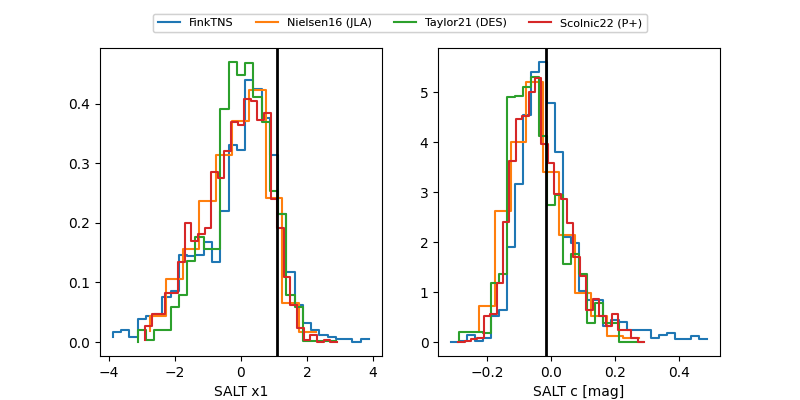 FinkTNS Nielsen16 (JLA) Taylor21 (DES) Scolnic22 (P+)
0.4
0.3
0.2
0.1
0.0
−4 −2 0 2 4
SALT x1
5
4
3
2
1
0
−0.2 0.0 0.2 0.4
SALT c [mag]